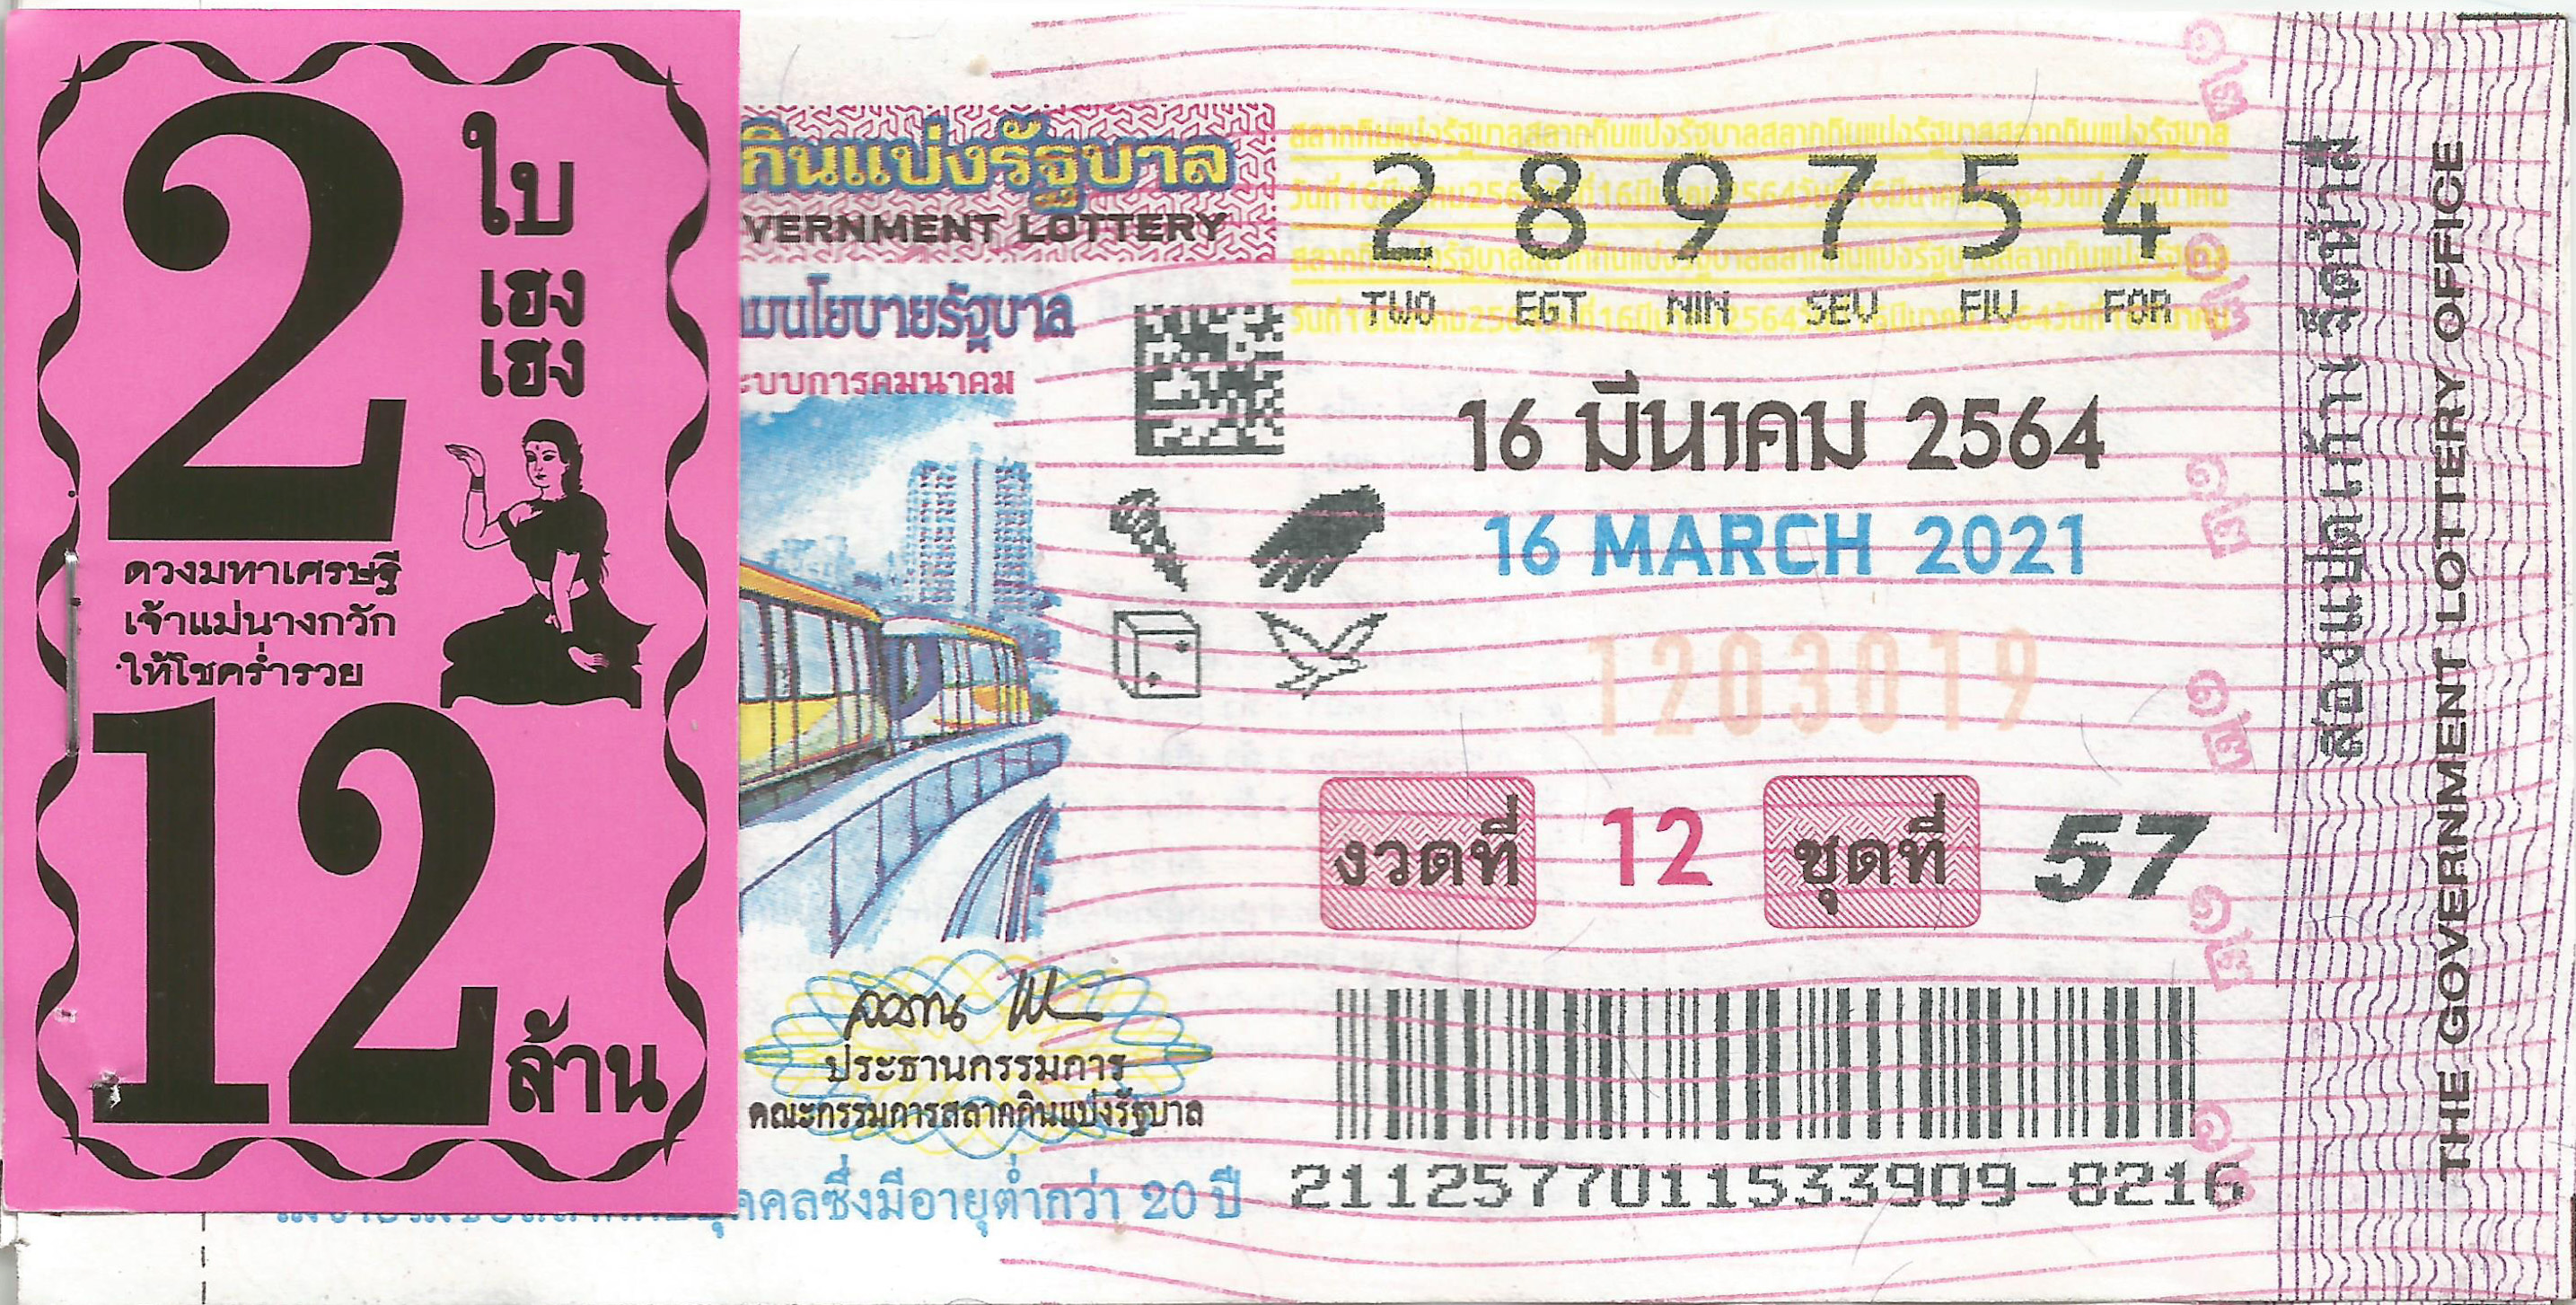 2 ใบ
เฮง
เฮง
ดวงมหาเศรษฐี
เจ้าแม่นางกวัก
ให้โชคร่ำรวย
12 ล้าน
กินแบ่งรัฐบาล
VERNMENT LOTTERY
นโยบายรัฐบาล
ระบบการคมนาคม
ประธานกรรมการ
คณะกรรมการสลากกินแบ่งรัฐบาล
คคลซึ่งมีอายุต่ำกว่า 20 ปี
สลากกินแบ่งรัฐบาลสลากกินแบ่งรัฐบาลสลากกินแบ่งรัฐบาลสลากกินแบ่งรัฐบาล
2 8 9 7 5 4
TWO EGT NIN SEV FIV FOR
16 มีนาคม 2564
16 MARCH 2021
1203019
งวดที่ 12 ชุดที่ 57
2112577011533909-8216
๑๒
๑๒
๑๒
๑๒
๑๒
๑๒
สองแปดเก้าเจ็ดห้าสี่
THE GOVERNMENT LOTTERY OFFICE